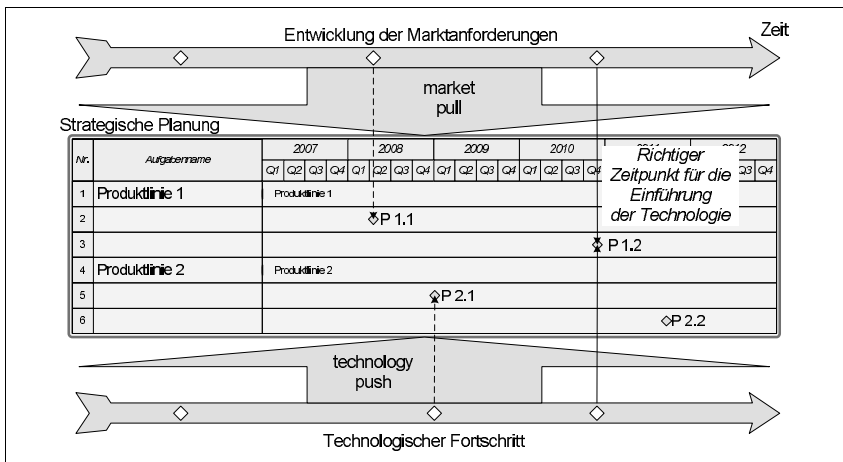 Entwicklung der Marktanforderungen
Zeit
market
pull
Strategische Planung
Nr. Aufgabenname 2007 2008 2009 2010
Q1 Q2 Q3 Q4 Q1 Q2 Q3 Q4 Q1 Q2 Q3 Q4 Q1 Q2 Q3 Q4 Q3 Q4
Richtiger
Zeitpunkt für die
Einführung
der Technologie
1 Produktlinie 1 Produktlinie 1
2 P 1.1
3 P 1.2
4 Produktlinie 2 Produktlinie 2
5 P 2.1
6 P 2.2
technology
push
Technologischer Fortschritt